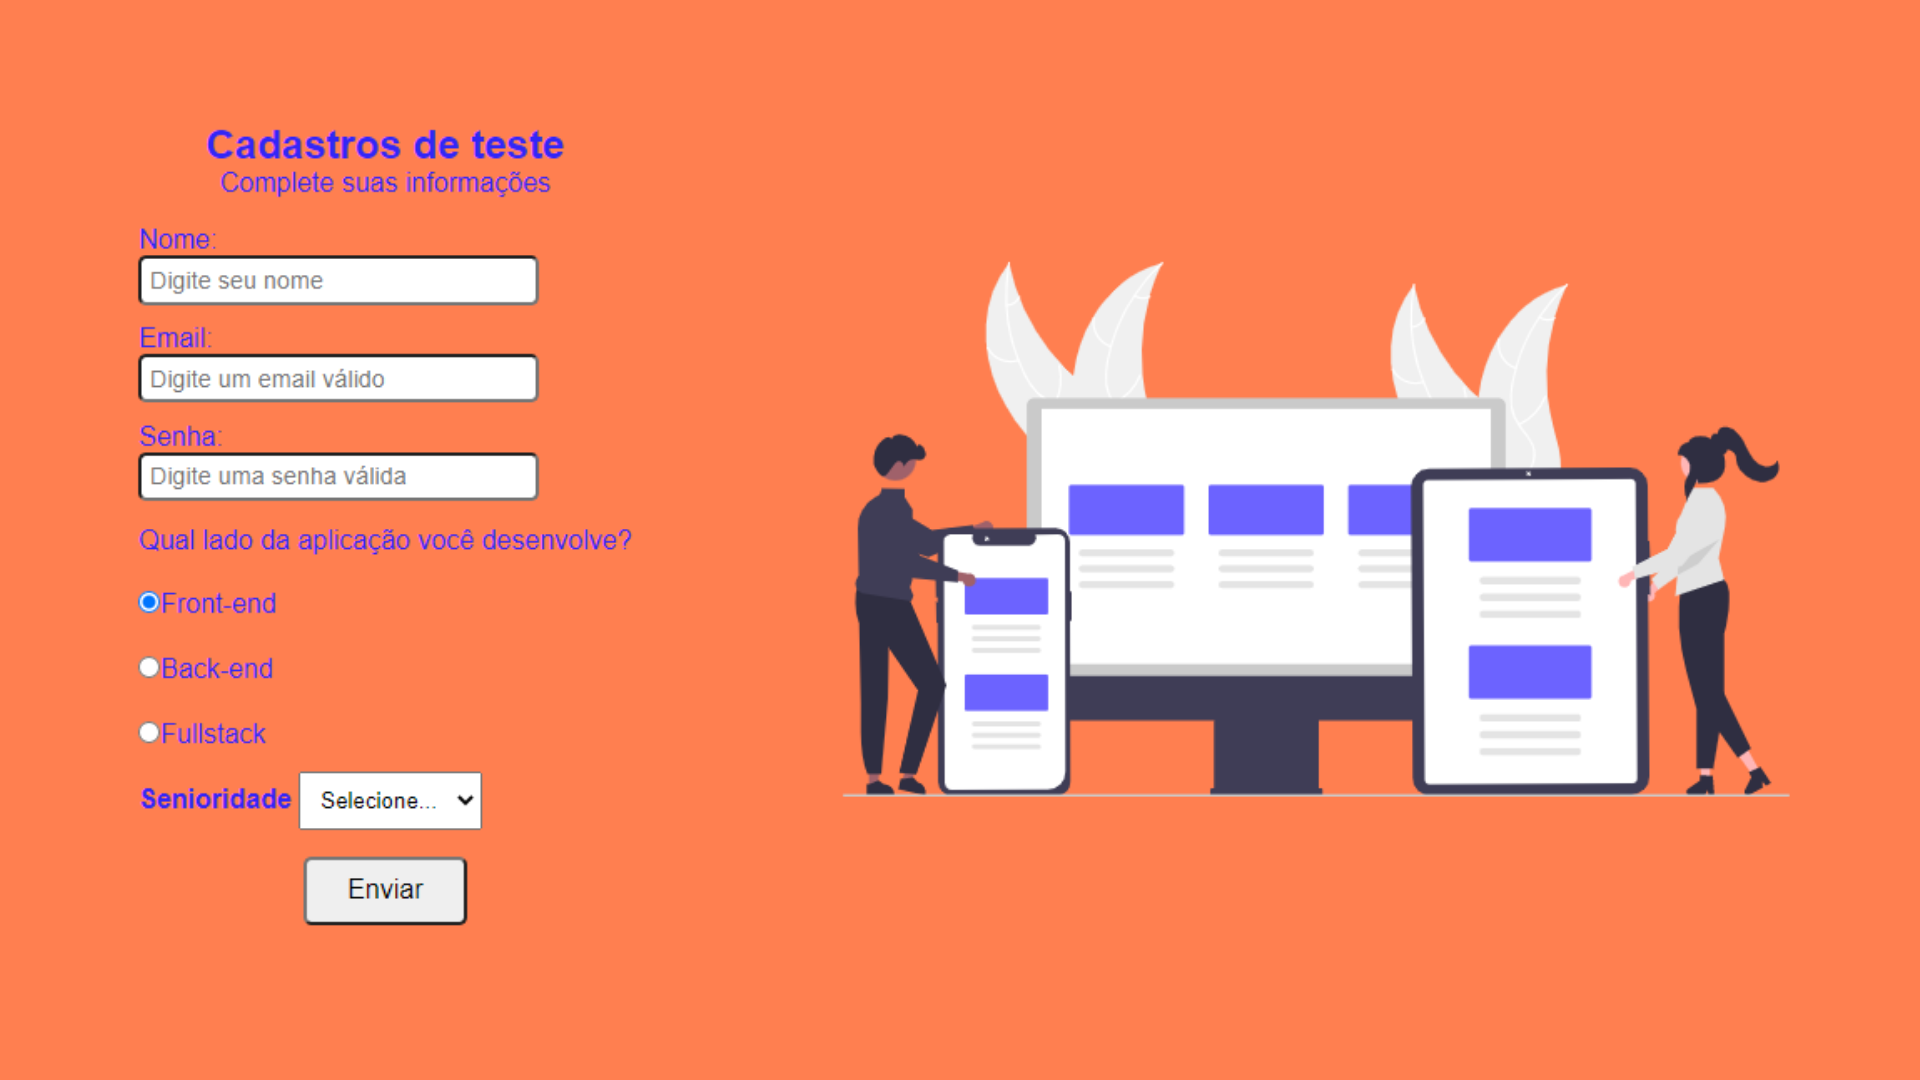 Cadastros de teste
Complete suas informações
Nome:
Digite seu nome
Email:
Digite um email válido
Senha:
Digite uma senha válida
Qual lado da aplicação você desenvolve?
Front-end
Back-end
Fullstack
Senioridade Selecione...
Enviar